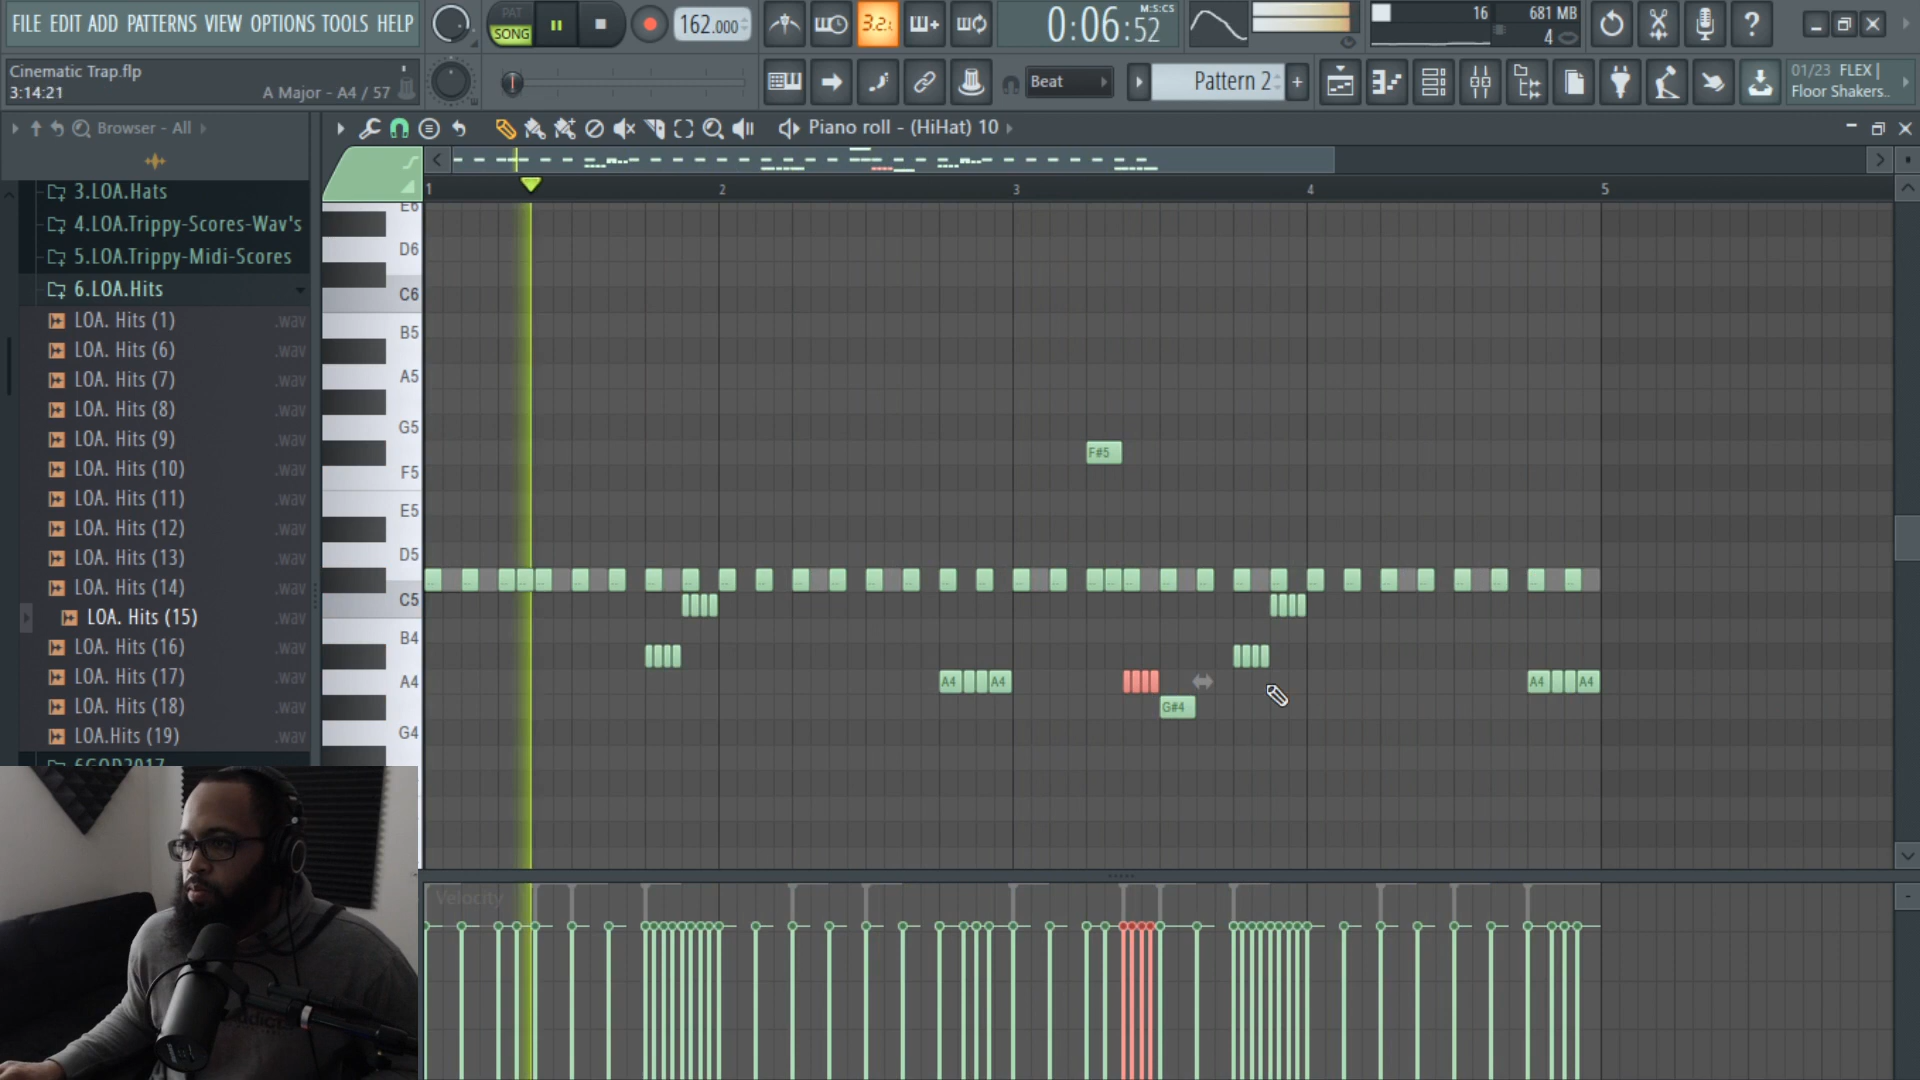 FILE EDIT ADD PATTERNS VIEW OPTIONS TOOLS HELP
PAT
SONG
162.000
3.2.
0:06:52
M:S:CS
16
681 MB
4
Cinematic Trap.flp
3:14:21
A Major - A4 / 57
Beat
Pattern 2
+
01/23 FLEX |
Floor Shakers..
Browser - All
Piano roll - (HiHat) 10
1 2 3 4 5
3.LOA.Hats
4.LOA.Trippy-Scores-Wav's
5.LOA.Trippy-Midi-Scores
6.LOA.Hits
LOA. Hits (1) .wav
LOA. Hits (6) .wav
LOA. Hits (7) .wav
LOA. Hits (8) .wav
LOA. Hits (9) .wav
LOA. Hits (10) .wav
LOA. Hits (11) .wav
LOA. Hits (12) .wav
LOA. Hits (13) .wav
LOA. Hits (14) .wav
LOA. Hits (15) .wav
LOA. Hits (16) .wav
LOA. Hits (17) .wav
LOA. Hits (18) .wav
LOA.Hits (19) .wav
6GOD2017
E6
D6
C6
B5
A5
G5
F5
E5
D5
C5
B4
A4
G4
F#5
A4 A4
G#4
A4 A4
Velocity